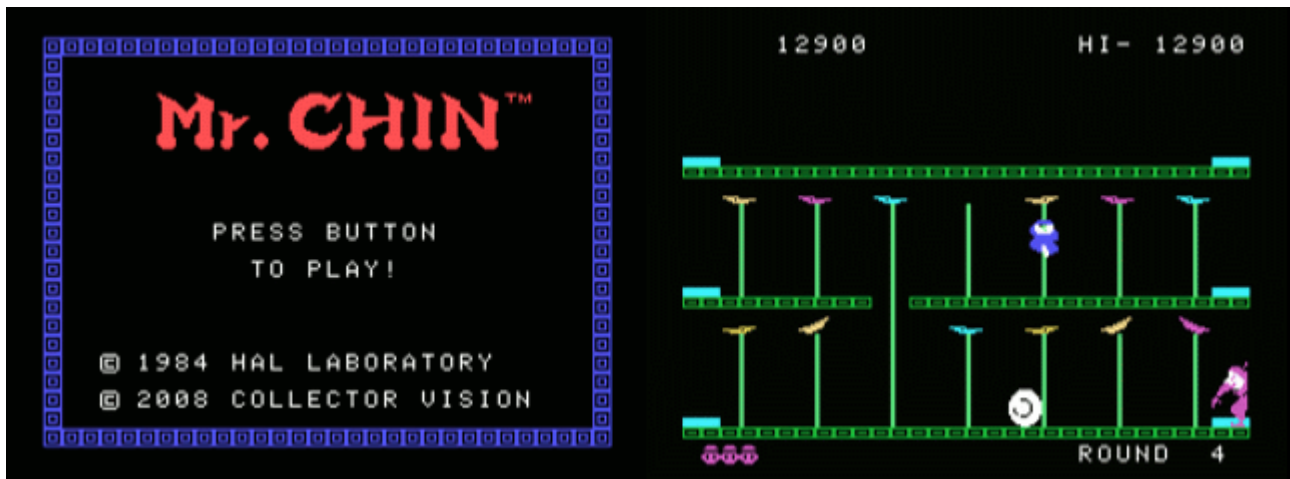 Mr. CHIN™
PRESS BUTTON
TO PLAY!
© 1984 HAL LABORATORY
© 2008 COLLECTOR VISION
12900
HI- 12900
ROUND 4